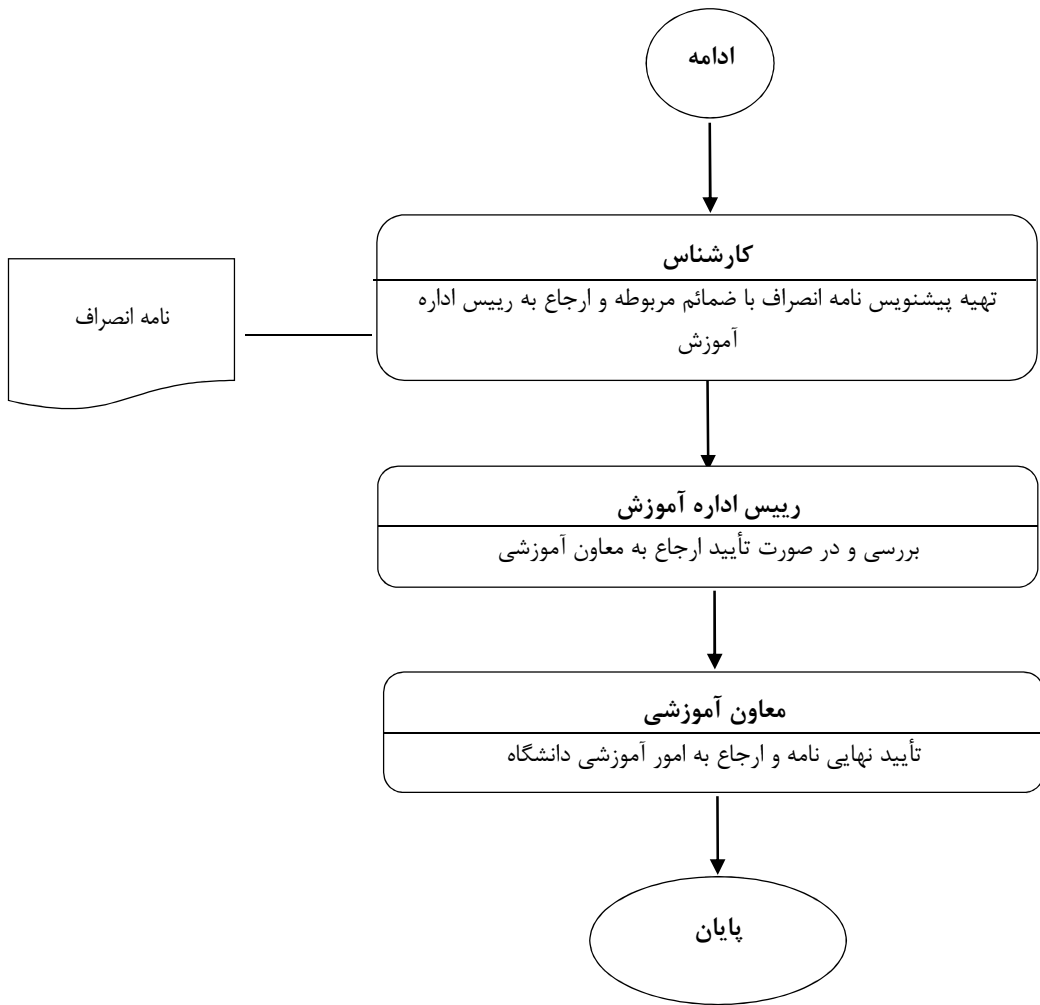 ادامه
کارشناس
تهیه پیشنویس نامه انصراف با ضمائم مربوطه و ارجاع به رییس اداره
آموزش
نامه انصراف
رییس اداره آموزش
بررسی و در صورت تأیید ارجاع به معاون آموزشی
معاون آموزشی
تأیید نهایی نامه و ارجاع به امور آموزشی دانشگاه
پایان